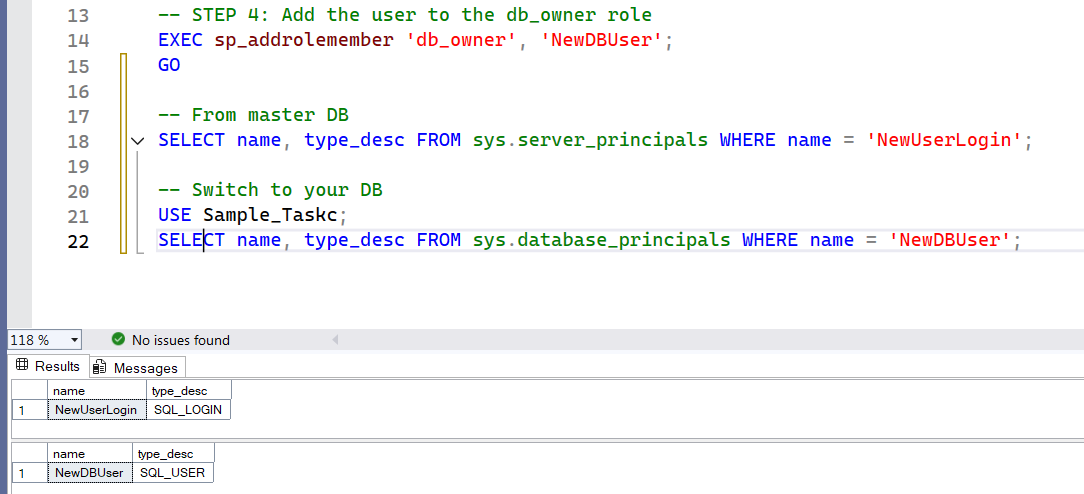 13 -- STEP 4: Add the user to the db_owner role
14 EXEC sp_addrolemember 'db_owner', 'NewDBUser';
15 GO
16
17 -- From master DB
18 SELECT name, type_desc FROM sys.server_principals WHERE name = 'NewUserLogin';
19
20 -- Switch to your DB
21 USE Sample_Taskc;
22 SELECT name, type_desc FROM sys.database_principals WHERE name = 'NewDBUser';
118 % No issues found
Results Messages
name type_desc
1 NewUserLogin SQL_LOGIN
name type_desc
1 NewDBUser SQL_USER